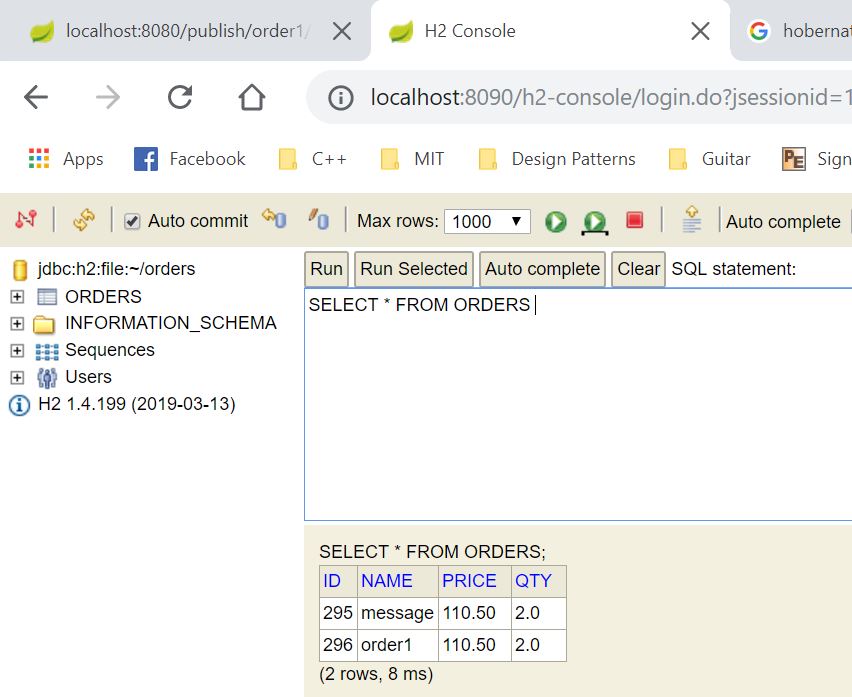 localhost:8080/publish/order1/
H2 Console
hobernat
localhost:8090/h2-console/login.do?jsessionid=1
Apps Facebook C++ MIT Design Patterns Guitar PE Sign
Auto commit Max rows: 1000 Auto complete
jdbc:h2:file:~/orders
ORDERS
INFORMATION_SCHEMA
Sequences
Users
H2 1.4.199 (2019-03-13)
Run Run Selected Auto complete Clear SQL statement:
SELECT * FROM ORDERS
SELECT * FROM ORDERS;
ID NAME PRICE QTY
295 message 110.50 2.0
296 order1 110.50 2.0
(2 rows, 8 ms)